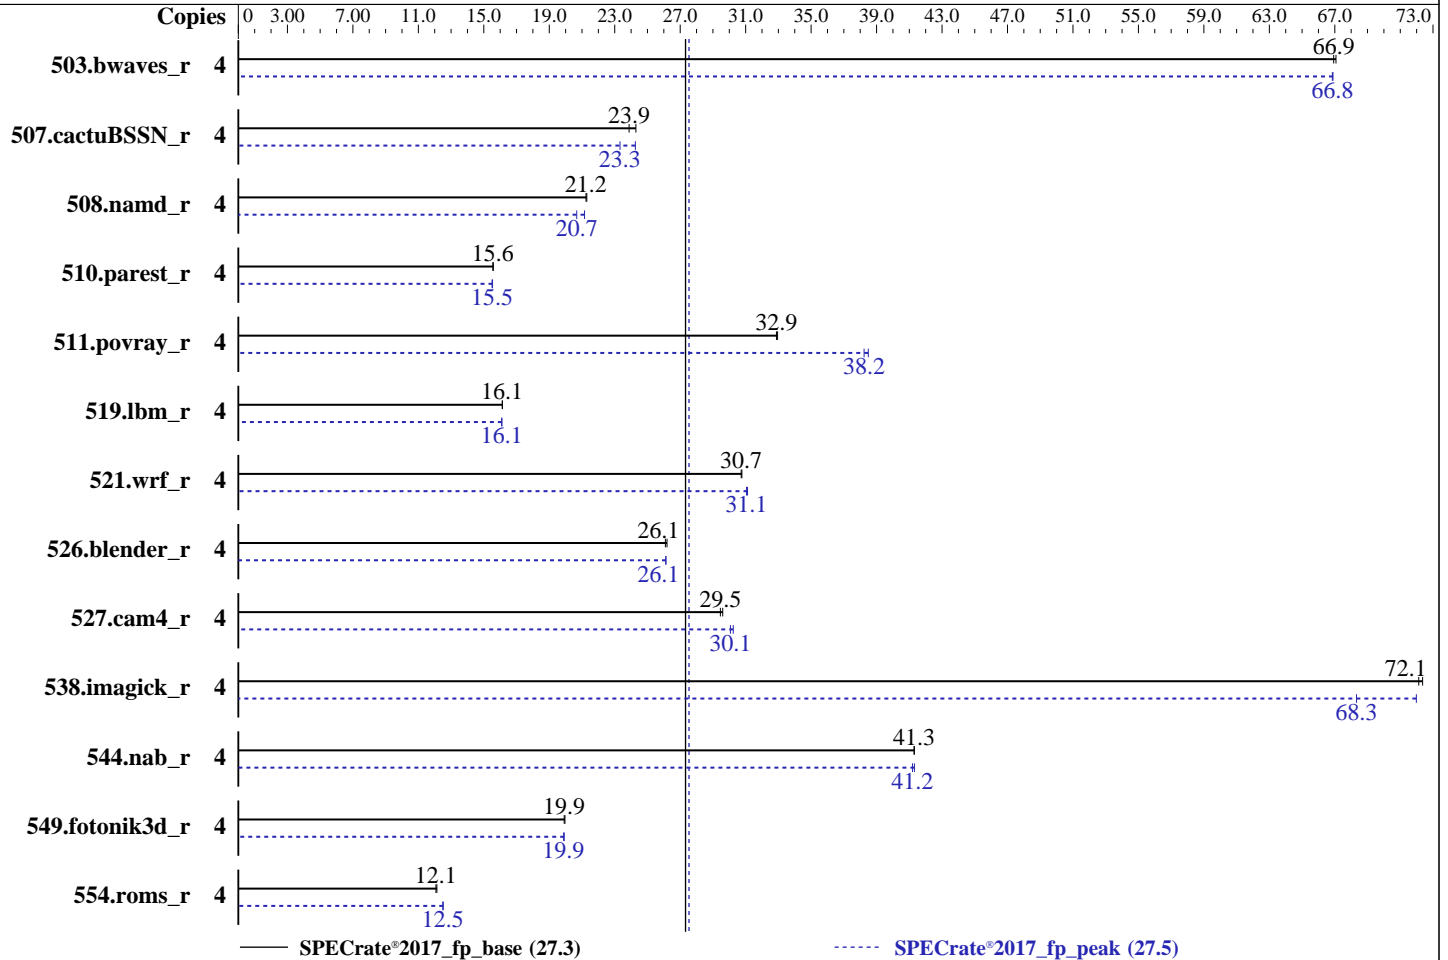 Copies 0 3.00 7.00 11.0 15.0 19.0 23.0 27.0 31.0 35.0 39.0 43.0 47.0 51.0 55.0 59.0 63.0 67.0 73.0
503.bwaves_r 4 66.9
66.8
507.cactuBSSN_r 4 23.9
23.3
508.namd_r 4 21.2
20.7
510.parest_r 4 15.6
15.5
511.povray_r 4 32.9
38.2
519.lbm_r 4 16.1
16.1
521.wrf_r 4 30.7
31.1
526.blender_r 4 26.1
26.1
527.cam4_r 4 29.5
30.1
538.imagick_r 4 72.1
68.3
544.nab_r 4 41.3
41.2
549.fotonik3d_r 4 19.9
19.9
554.roms_r 4 12.1
12.5
SPECrate®2017_fp_base (27.3) SPECrate®2017_fp_peak (27.5)